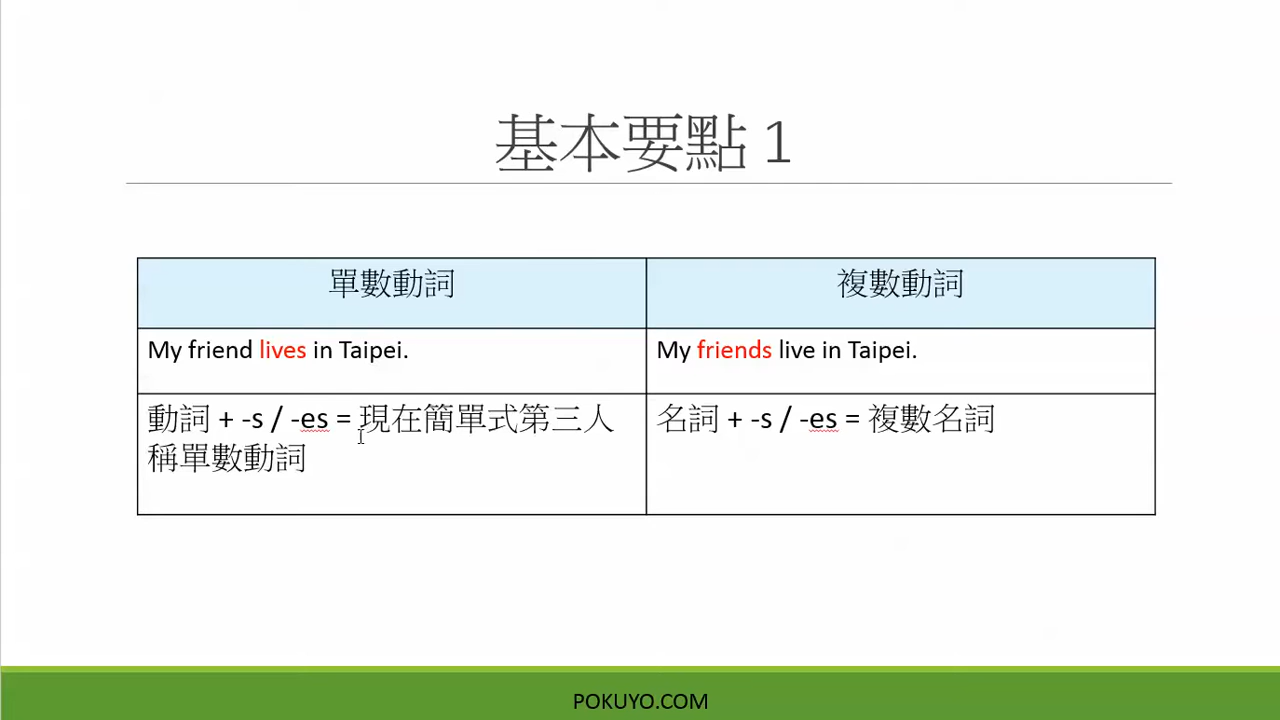 基本要點 1
單數動詞
複數動詞
My friend lives in Taipei.
My friends live in Taipei.
動詞 + -s / -es = 現在簡單式第三人
稱單數動詞
名詞 + -s / -es = 複數名詞
POKUYO.COM